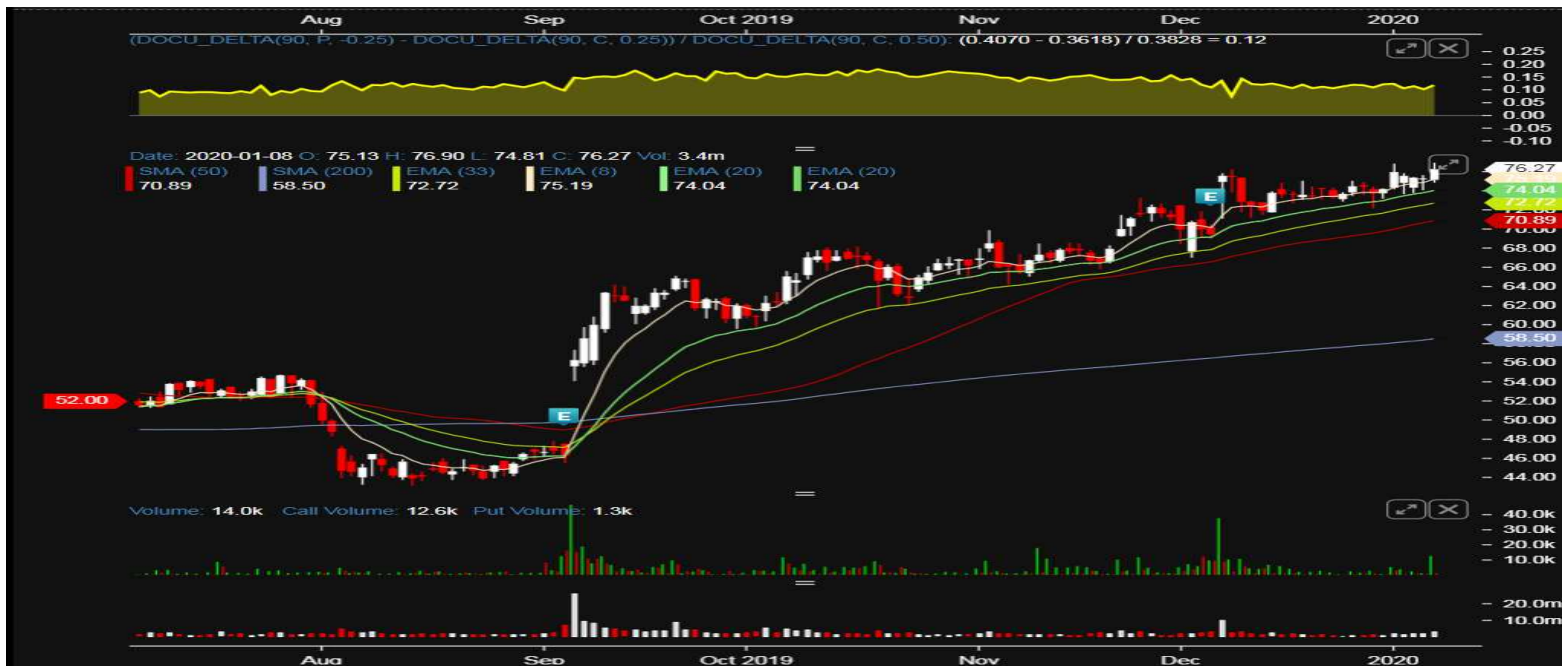 Aug Sep Oct 2019 Nov Dec 2020
(DOCU_DELTA(90, P, -0.25) - DOCU_DELTA(90, C, 0.25)) / DOCU_DELTA(90, C, 0.50): (0.4070 - 0.3618) / 0.3828 = 0.12
0.25
0.20
0.15
0.10
0.05
0.00
-0.05
-0.10
Date: 2020-01-08 O: 75.13 H: 76.90 L: 74.81 C: 76.27 Vol: 3.4m
SMA (50) SMA (200) EMA (33) EMA (8) EMA (20) EMA (20)
70.89 58.50 72.72 75.19 74.04 74.04
76.27
74.04
72.72
70.89
70.00
68.00
66.00
64.00
62.00
60.00
58.50
56.00
54.00
52.00
50.00
48.00
46.00
44.00
52.00
E
E
Volume: 14.0k Call Volume: 12.6k Put Volume: 1.3k
40.0k
30.0k
20.0k
10.0k
20.0m
10.0m
Aug Sep Oct 2019 Nov Dec 2020